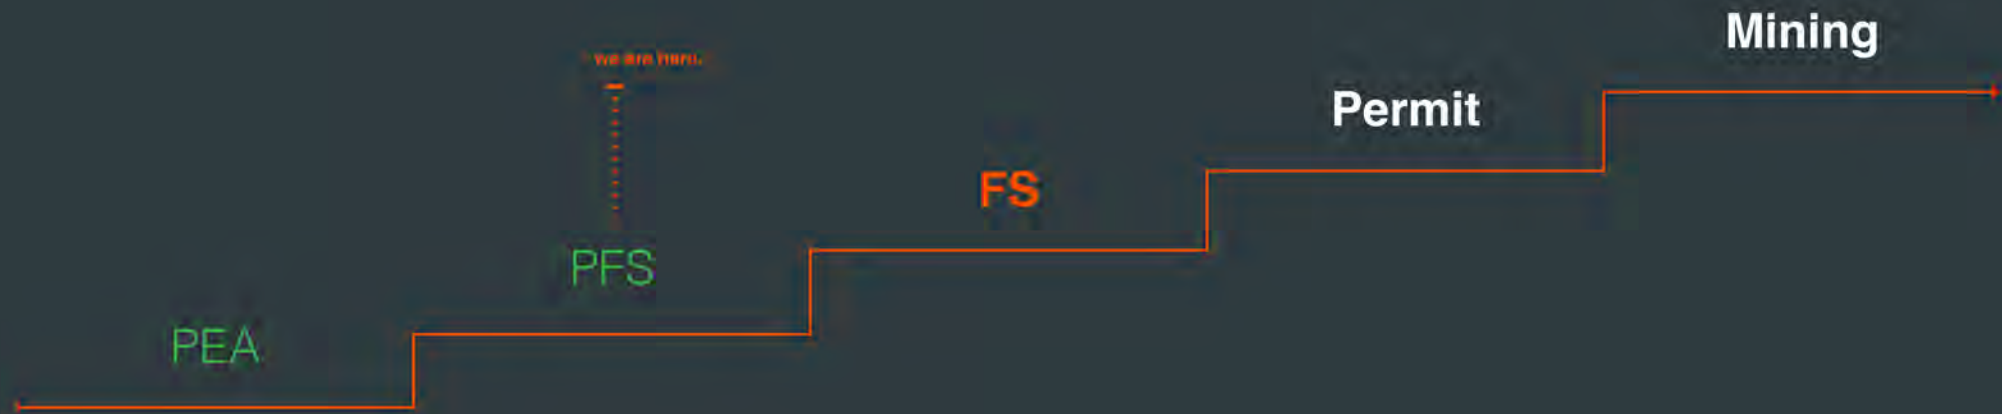 Mining
we are here.
Permit
FS
PFS
PEA